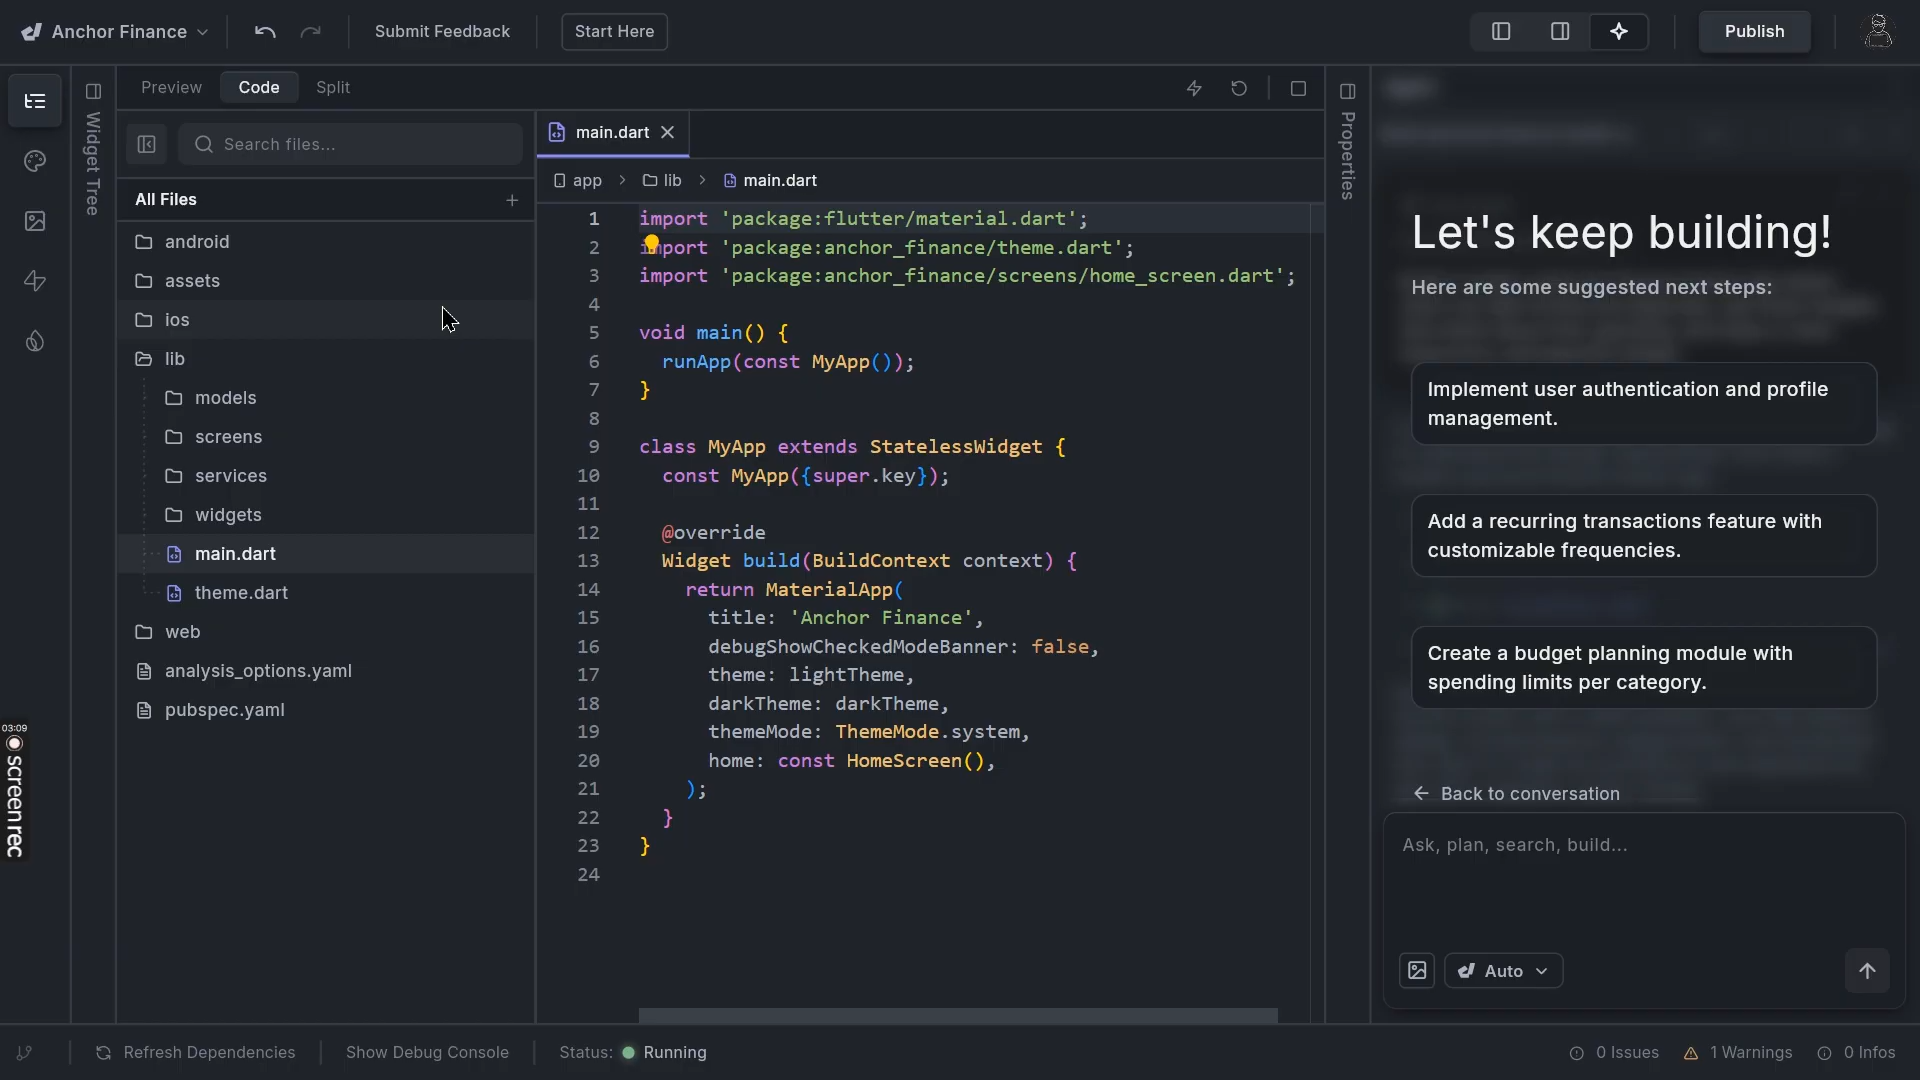 Anchor Finance
Submit Feedback
Start Here
Publish
Preview
Code
Split
Widget Tree
Search files...
All Files
android
assets
ios
lib
models
screens
services
widgets
main.dart
theme.dart
web
analysis_options.yaml
pubspec.yaml
03:09
screenrec
main.dart
app > lib > main.dart
1 import 'package:flutter/material.dart';
2 import 'package:anchor_finance/theme.dart';
3 import 'package:anchor_finance/screens/home_screen.dart';
4
5 void main() {
6 runApp(const MyApp());
7 }
8
9 class MyApp extends StatelessWidget {
10 const MyApp({super.key});
11
12 @override
13 Widget build(BuildContext context) {
14 return MaterialApp(
15 title: 'Anchor Finance',
16 debugShowCheckedModeBanner: false,
17 theme: lightTheme,
18 darkTheme: darkTheme,
19 themeMode: ThemeMode.system,
20 home: const HomeScreen(),
21 );
22 }
23 }
24
Properties
Let's keep building!
Here are some suggested next steps:
Implement user authentication and profile
management.
Add a recurring transactions feature with
customizable frequencies.
Create a budget planning module with
spending limits per category.
Back to conversation
Ask, plan, search, build...
Auto
Refresh Dependencies
Show Debug Console
Status: Running
0 Issues
1 Warnings
0 Infos